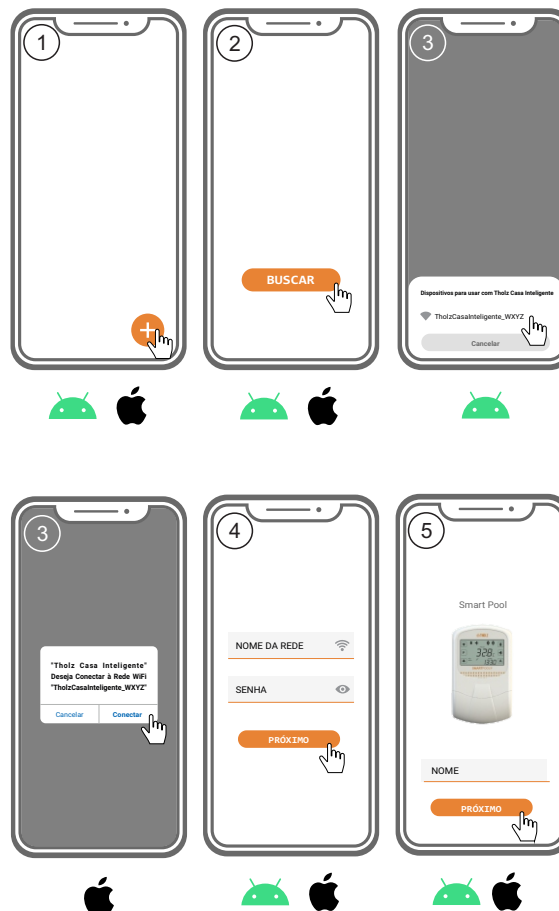 1
2
BUSCAR
3
Dispositivos para usar com Tholz Casa Inteligente
TholzCasaInteligente_WXYZ
Cancelar
3
"Tholz Casa Inteligente"
Deseja Conectar à Rede WiFi
"TholzCasaInteligente_WXYZ"
Cancelar
Conectar
4
NOME DA REDE
SENHA
PRÓXIMO
5
Smart Pool
NOME
PRÓXIMO